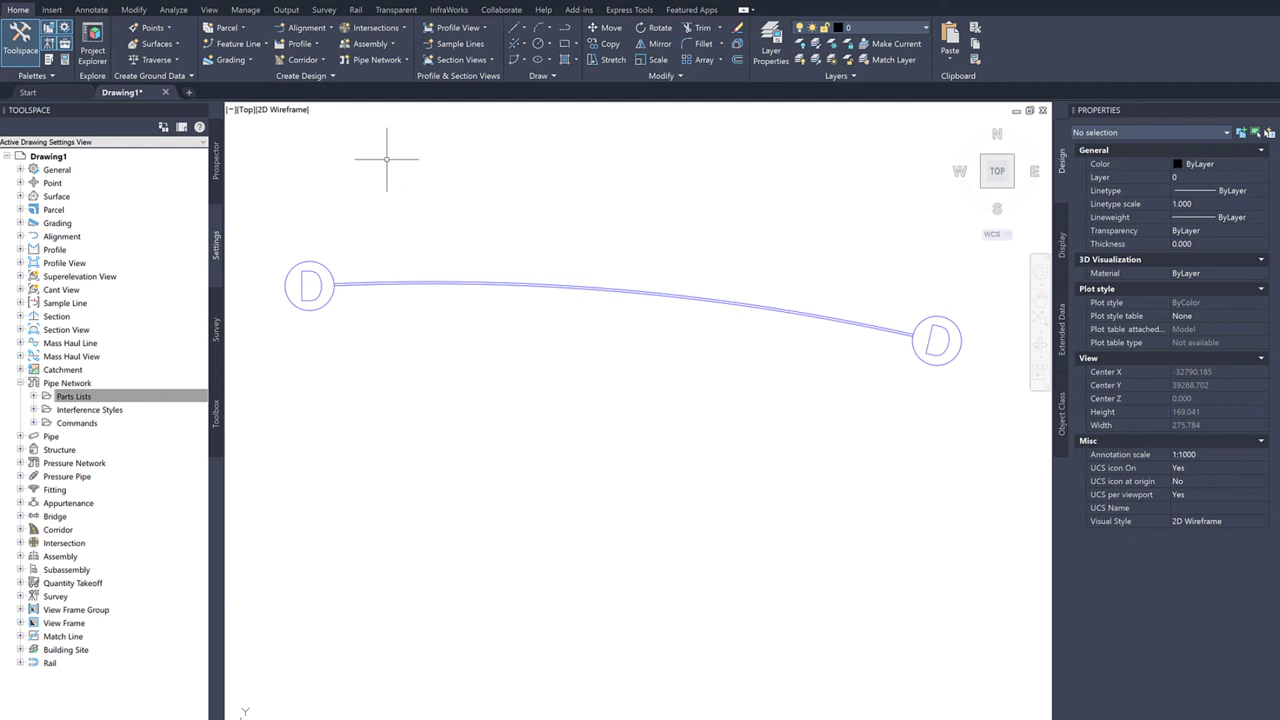 Home Insert Annotate Modify Analyze View Manage Output Survey Rail Transparent InfraWorks Collaborate Help Add-ins Express Tools Featured Apps
Toolspace
Palettes
Project Explorer
Explore
Points
Surfaces
Traverse
Create Ground Data
Parcel
Feature Line
Grading
Alignment
Profile
Corridor
Intersections
Assembly
Pipe Network
Create Design
Profile View
Sample Lines
Section Views
Profile & Section Views
Draw
Move
Copy
Stretch
Rotate
Mirror
Scale
Trim
Fillet
Array
Modify
Layer Properties
0
Make Current
Match Layer
Layers
Paste
Clipboard
Start
Drawing1*
TOOLSPACE
Active Drawing Settings View
Drawing1
General
Point
Surface
Parcel
Grading
Alignment
Profile
Profile View
Superelevation View
Cant View
Sample Line
Section
Section View
Mass Haul Line
Mass Haul View
Catchment
Pipe Network
Parts Lists
Interference Styles
Commands
Pipe
Structure
Pressure Network
Pressure Pipe
Fitting
Appurtenance
Bridge
Corridor
Intersection
Assembly
Subassembly
Quantity Takeoff
Survey
View Frame Group
View Frame
Match Line
Building Site
Rail
Prospector
Settings
Survey
Toolbox
[−][Top][2D Wireframe]
D
D
N
W TOP E
S
WCS
Y
Design
Display
Extended Data
Object Class
PROPERTIES
No selection
General
Color ByLayer
Layer 0
Linetype ByLayer
Linetype scale 1.000
Lineweight ByLayer
Transparency ByLayer
Thickness 0.000
3D Visualization
Material ByLayer
Plot style
Plot style ByColor
Plot style table None
Plot table attached... Model
Plot table type Not available
View
Center X -32790.185
Center Y 39268.702
Center Z 0.000
Height 169.041
Width 275.784
Misc
Annotation scale 1:1000
UCS icon On Yes
UCS icon at origin No
UCS per viewport Yes
UCS Name
Visual Style 2D Wireframe